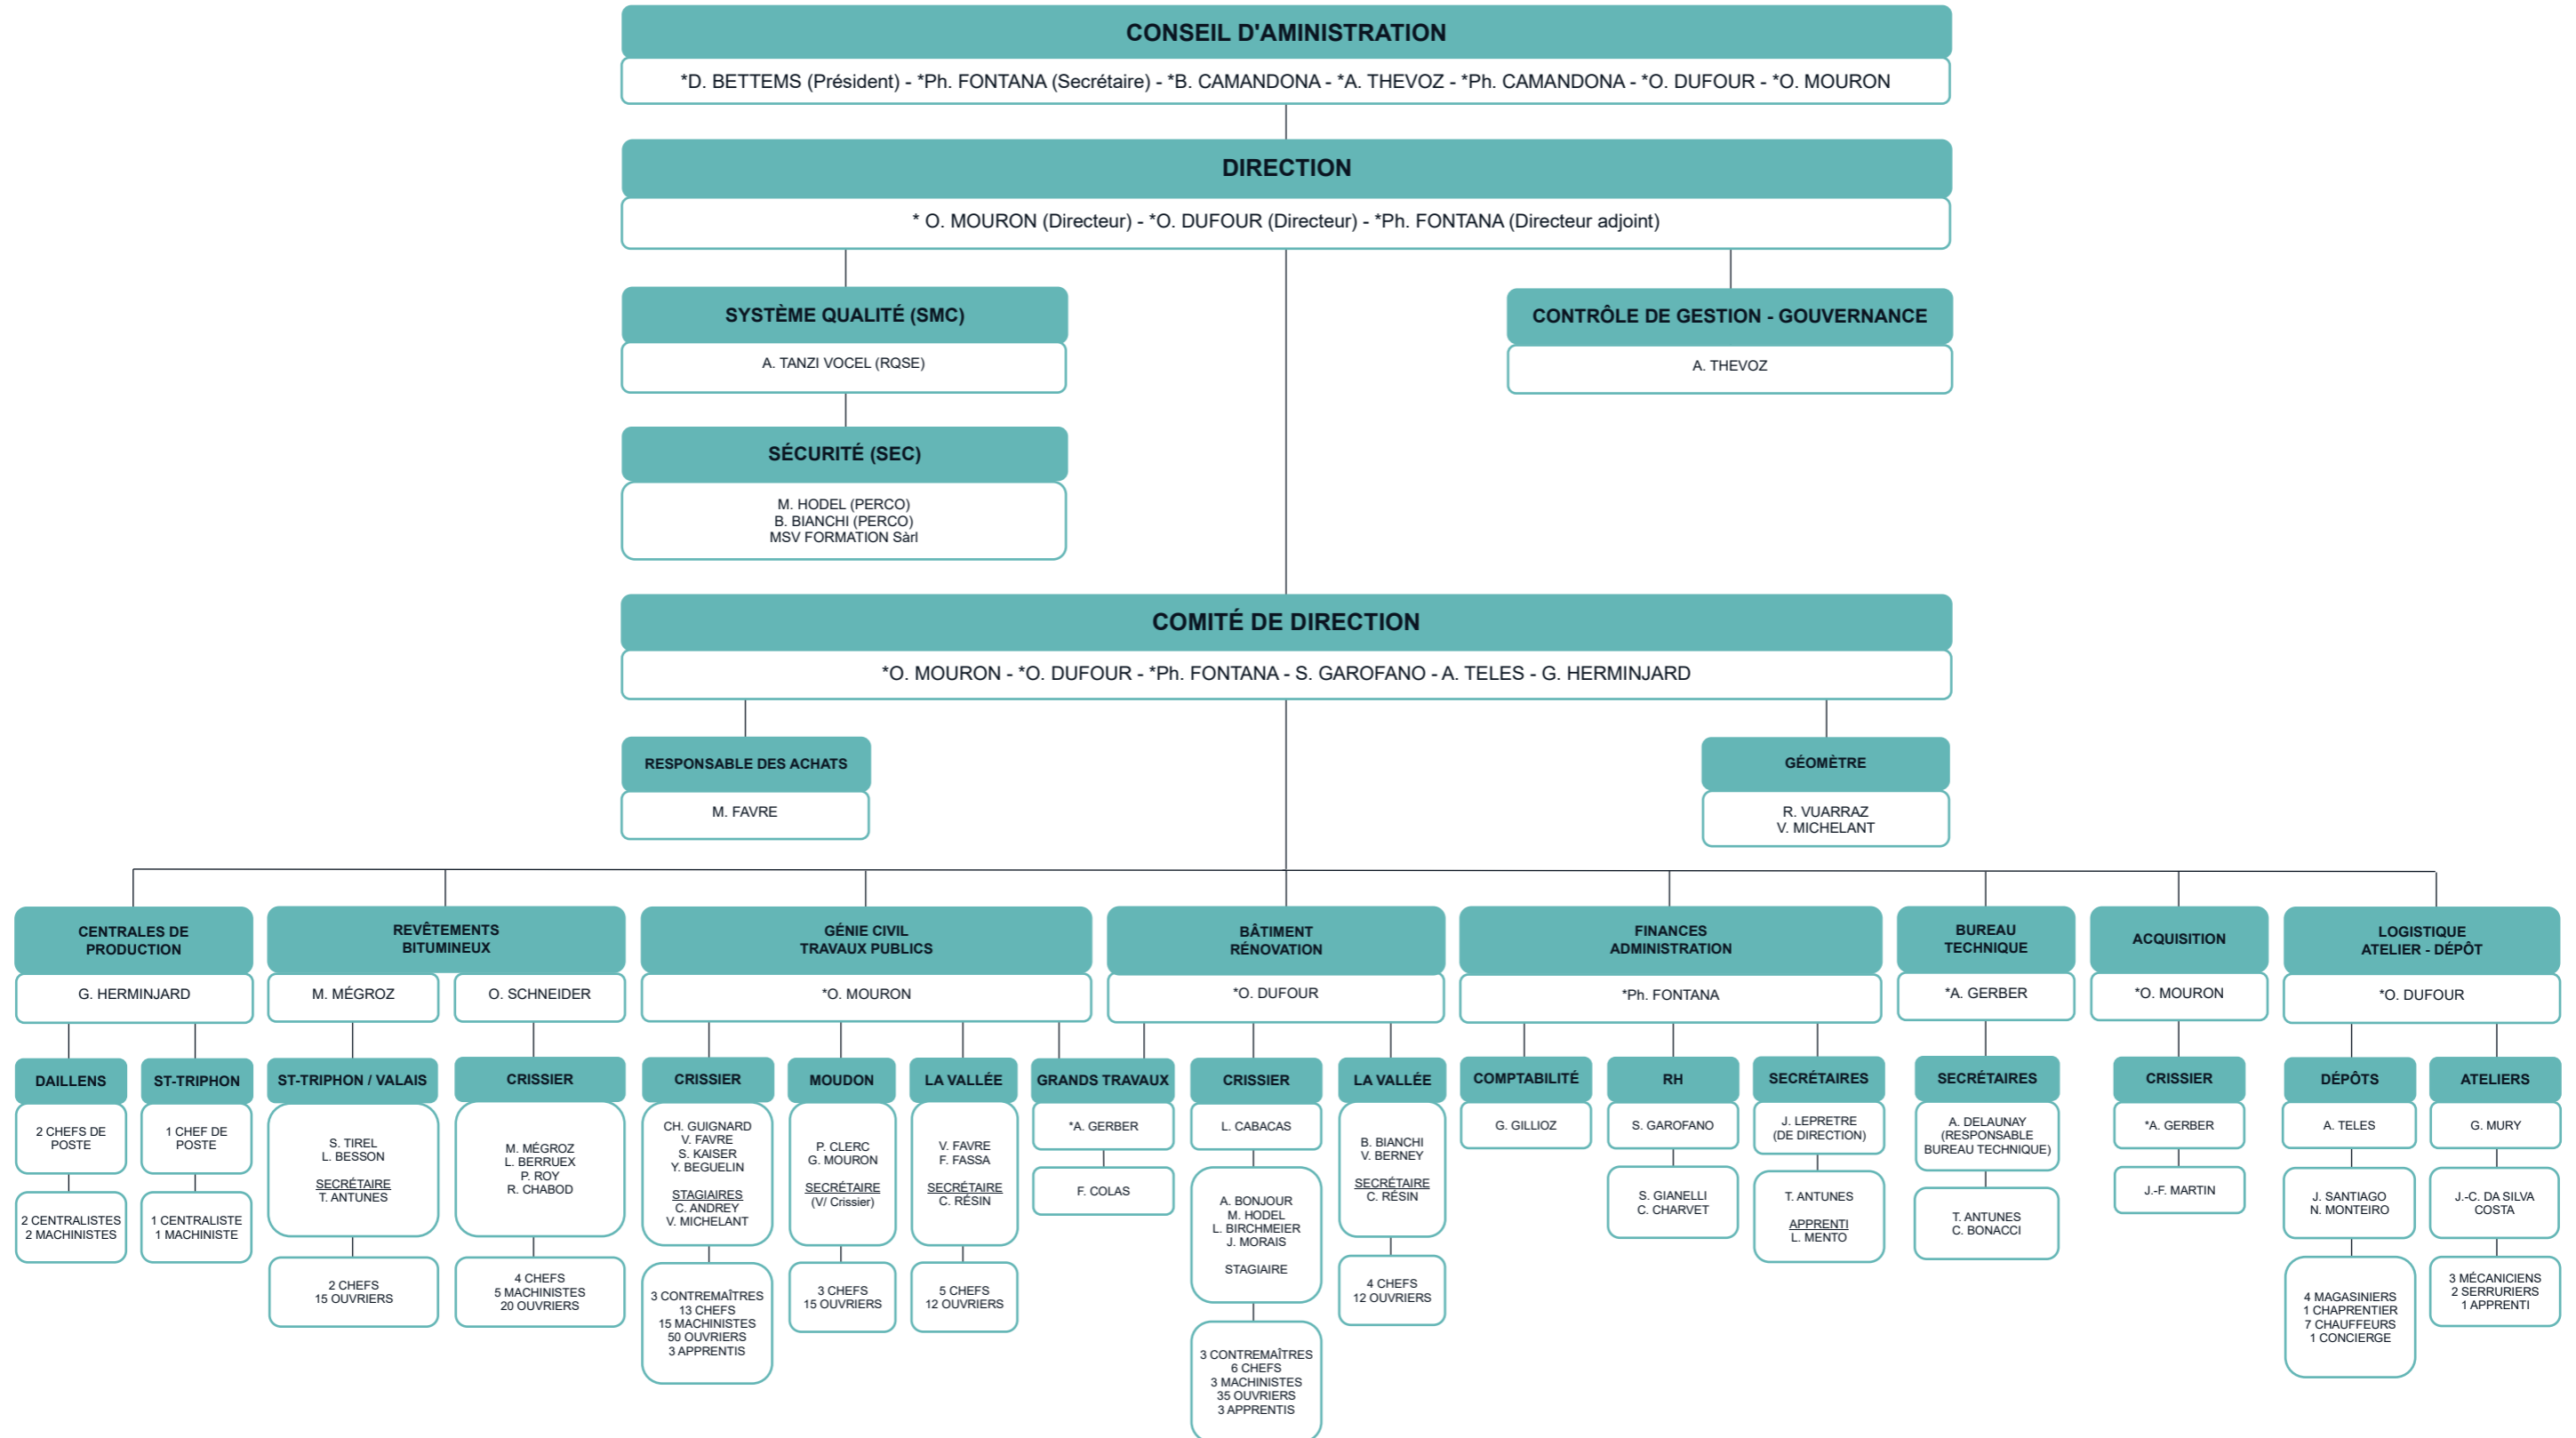 CONSEIL D'AMINISTRATION
*D. BETTEMS (Président) - *Ph. FONTANA (Secrétaire) - *B. CAMANDONA - *A. THEVOZ - *Ph. CAMANDONA - *O. DUFOUR - *O. MOURON
DIRECTION
* O. MOURON (Directeur) - *O. DUFOUR (Directeur) - *Ph. FONTANA (Directeur adjoint)
SYSTÈME QUALITÉ (SMC)
A. TANZI VOCEL (RQSE)
CONTRÔLE DE GESTION - GOUVERNANCE
A. THEVOZ
SÉCURITÉ (SEC)
M. HODEL (PERCO)
B. BIANCHI (PERCO)
MSV FORMATION Sàrl
COMITÉ DE DIRECTION
*O. MOURON - *O. DUFOUR - *Ph. FONTANA - S. GAROFANO - A. TELES - G. HERMINJARD
RESPONSABLE DES ACHATS
M. FAVRE
GÉOMÈTRE
R. VUARRAZ
V. MICHELANT
CENTRALES DE
PRODUCTION
G. HERMINJARD
DAILLENS
2 CHEFS DE
POSTE
2 CENTRALISTES
2 MACHINISTES
ST-TRIPHON
1 CHEF DE
POSTE
1 CENTRALISTE
1 MACHINISTE
REVÊTEMENTS
BITUMINEUX
M. MÉGROZ
O. SCHNEIDER
ST-TRIPHON / VALAIS
S. TIREL
L. BESSON
SECRÉTAIRE
T. ANTUNES
2 CHEFS
15 OUVRIERS
CRISSIER
M. MÉGROZ
L. BERRUEX
P. ROY
R. CHABOD
4 CHEFS
5 MACHINISTES
20 OUVRIERS
GÉNIE CIVIL
TRAVAUX PUBLICS
*O. MOURON
CRISSIER
CH. GUIGNARD
V. FAVRE
S. KAISER
Y. BEGUELIN
STAGIAIRES
C. ANDREY
V. MICHELANT
3 CONTREMAÎTRES
13 CHEFS
15 MACHINISTES
50 OUVRIERS
3 APPRENTIS
MOUDON
P. CLERC
G. MOURON
SECRÉTAIRE
(V/ Crissier)
3 CHEFS
15 OUVRIERS
LA VALLÉE
V. FAVRE
F. FASSA
SECRÉTAIRE
C. RÉSIN
5 CHEFS
12 OUVRIERS
GRANDS TRAVAUX
*A. GERBER
F. COLAS
BÂTIMENT
RÉNOVATION
*O. DUFOUR
CRISSIER
L. CABACAS
A. BONJOUR
M. HODEL
L. BIRCHMEIER
J. MORAIS
STAGIAIRE
3 CONTREMAÎTRES
6 CHEFS
3 MACHINISTES
35 OUVRIERS
3 APPRENTIS
LA VALLÉE
B. BIANCHI
V. BERNEY
SECRÉTAIRE
C. RÉSIN
4 CHEFS
12 OUVRIERS
FINANCES
ADMINISTRATION
*Ph. FONTANA
COMPTABILITÉ
G. GILLIOZ
RH
S. GAROFANO
S. GIANELLI
C. CHARVET
SECRÉTAIRES
J. LEPRETRE
(DE DIRECTION)
T. ANTUNES
APPRENTI
L. MENTO
BUREAU
TECHNIQUE
*A. GERBER
SECRÉTAIRES
A. DELAUNAY
(RESPONSABLE
BUREAU TECHNIQUE)
T. ANTUNES
C. BONACCI
ACQUISITION
*O. MOURON
CRISSIER
*A. GERBER
J.-F. MARTIN
LOGISTIQUE
ATELIER - DÉPÔT
*O. DUFOUR
DÉPÔTS
A. TELES
J. SANTIAGO
N. MONTEIRO
4 MAGASINIERS
1 CHAPRENTIER
7 CHAUFFEURS
1 CONCIERGE
ATELIERS
G. MURY
J.-C. DA SILVA
COSTA
3 MÉCANICIENS
2 SERRURIERS
1 APPRENTI